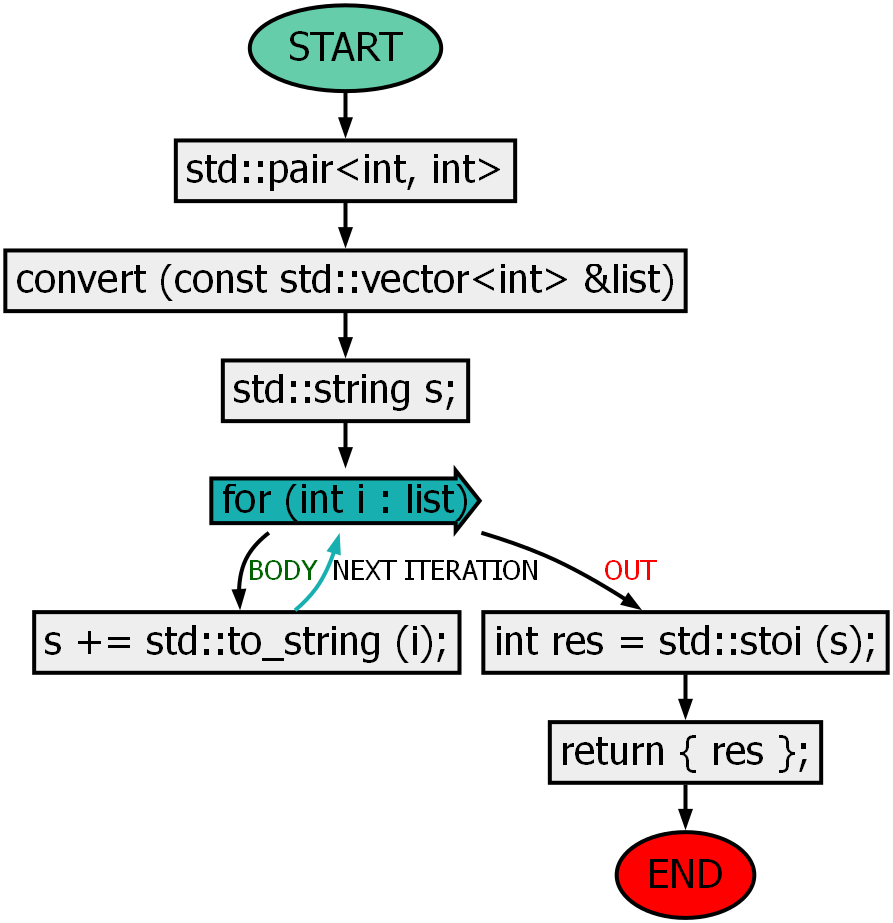 START
std::pair<int, int>
convert (const std::vector<int> &list)
std::string s;
for (int i : list)
BODY
NEXT ITERATION
OUT
s += std::to_string (i);
int res = std::stoi (s);
return { res };
END